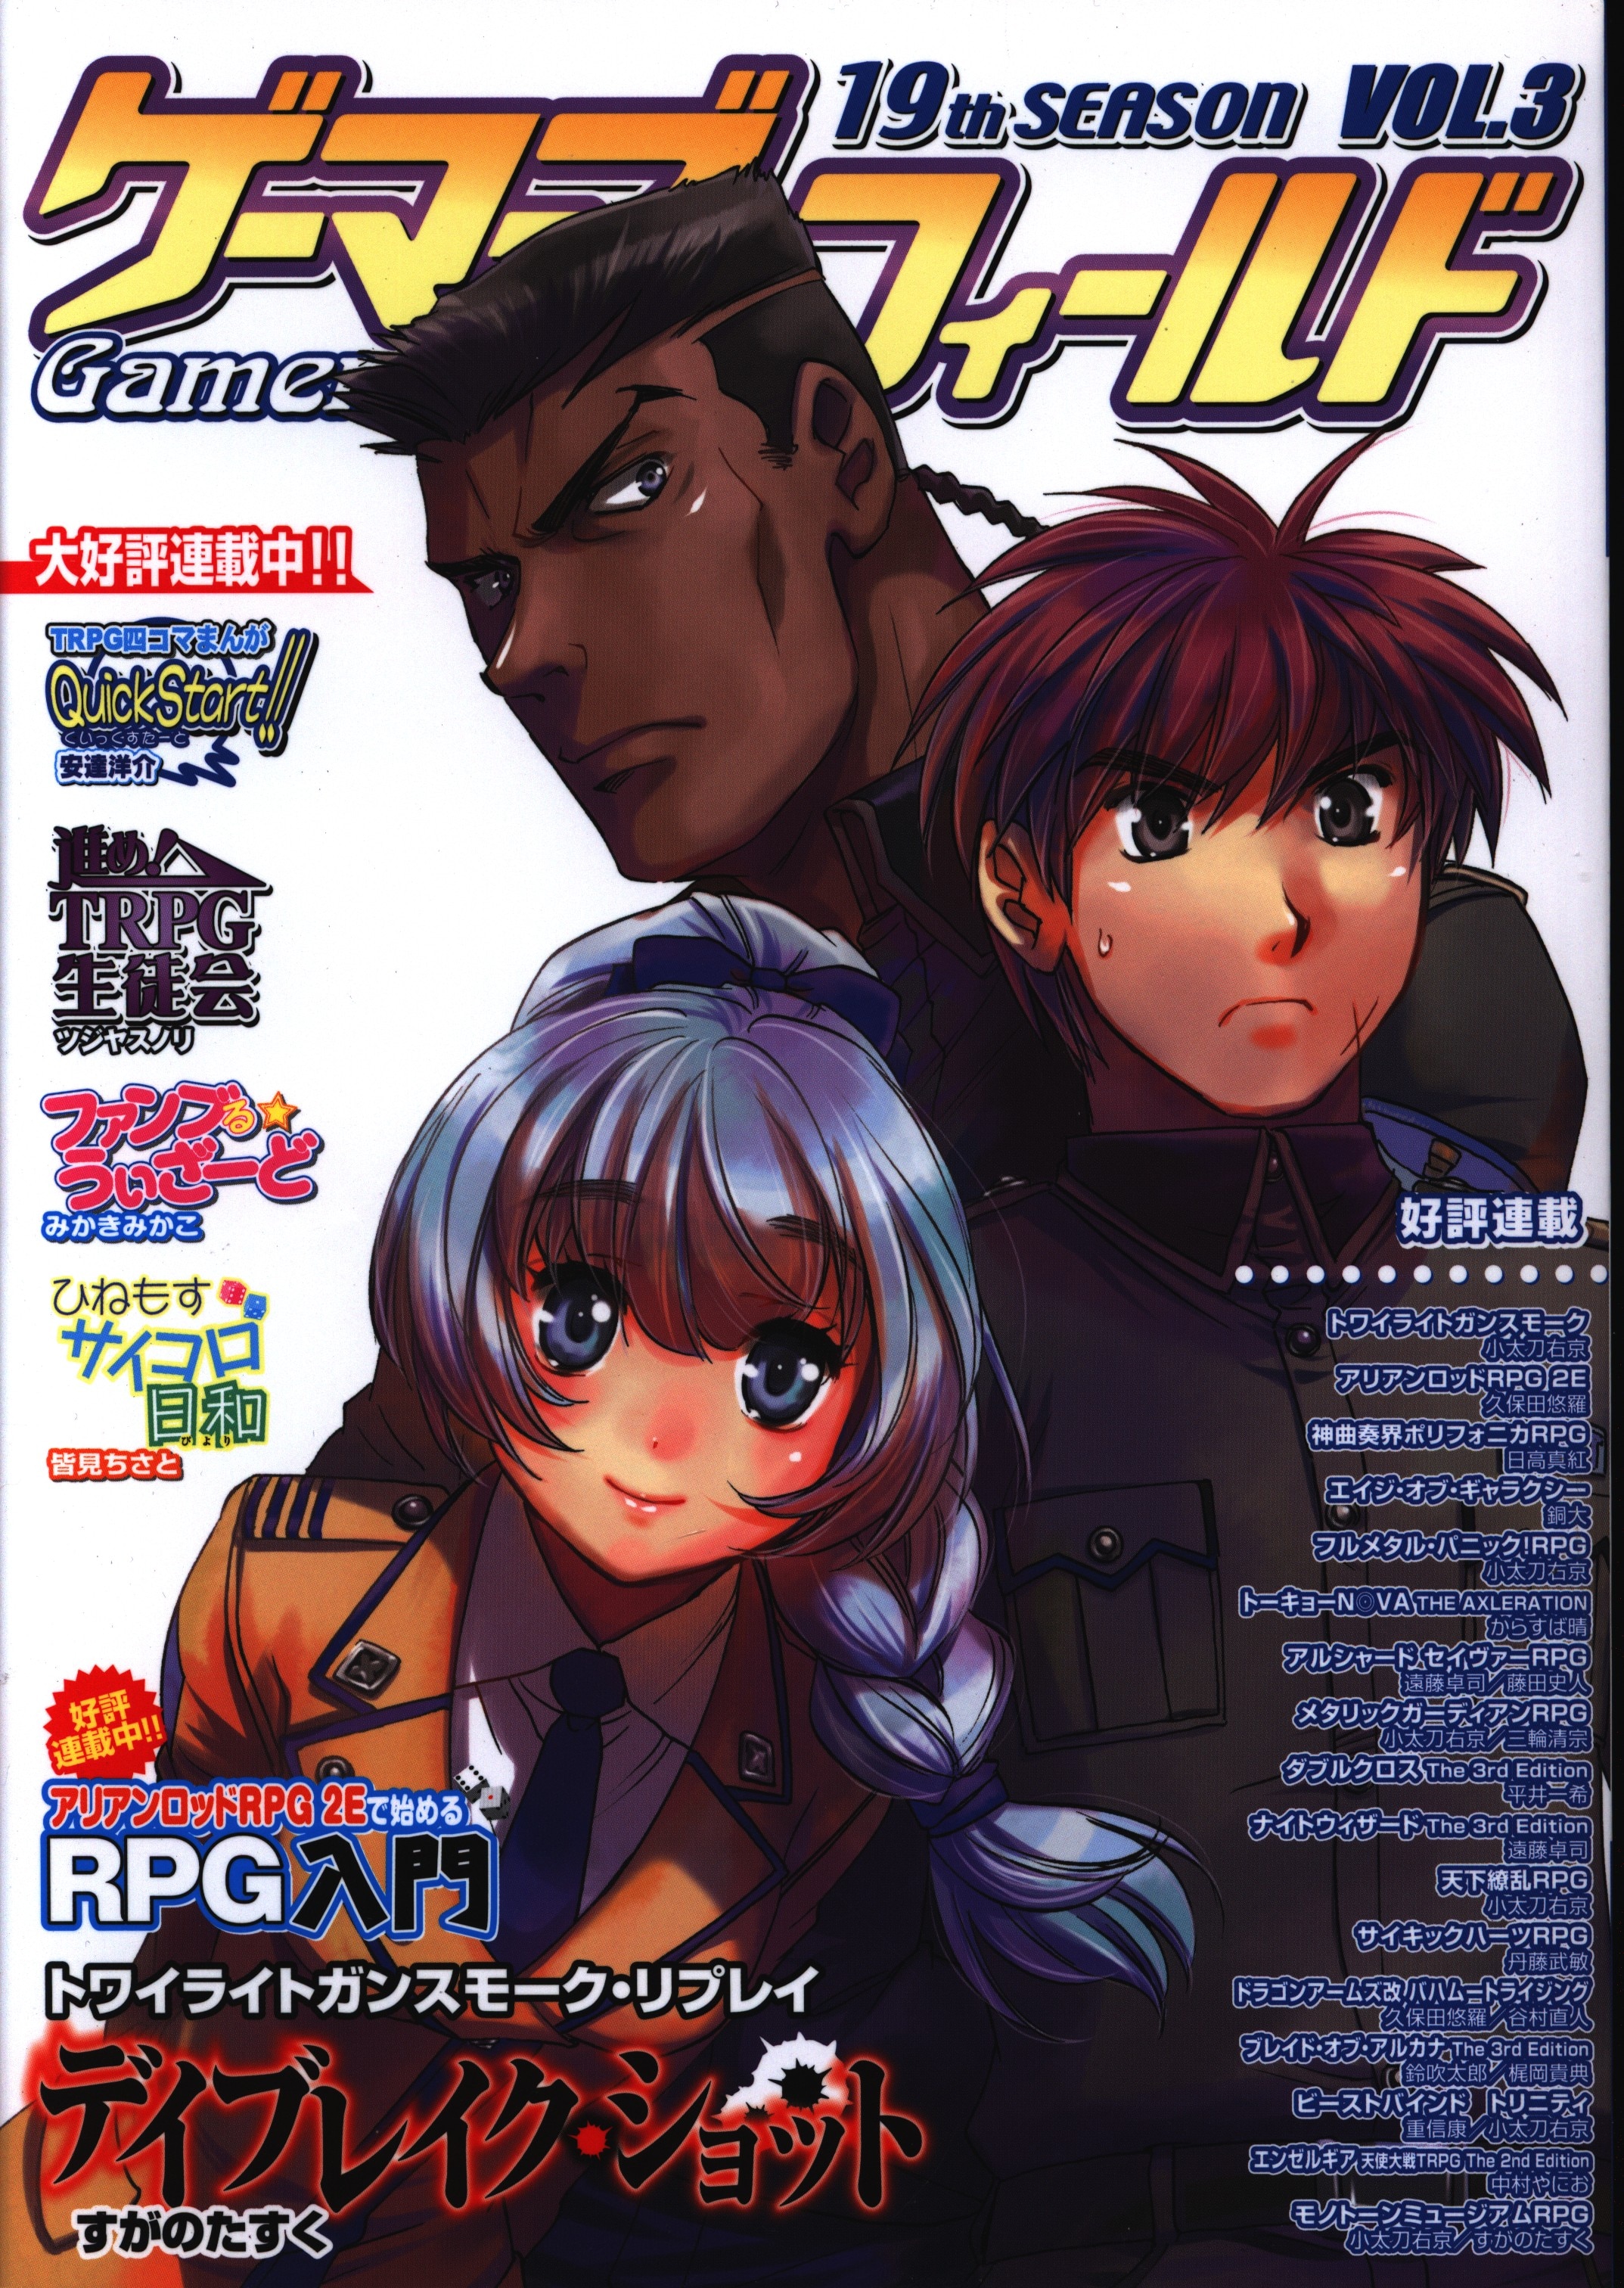 19th SEASON VOL.3
ゲーマーズ・フィールド
Gamer
大好評連載中!!
TRPG四コマまんが
QuickStart!!
くいっくすたーと
安達洋介
進め!
TRPG
生徒会
ツジヤスノリ
ファンブる☆
うぃざーど
みかきみかこ
ひねもす
サイコロ
日和
びより
皆見ちさと
好評
連載中!!
アリアンロッドRPG 2Eで始める
RPG入門
トワイライトガンスモーク・リプレイ
デイブレイク・ショット
すがのたすく
好評連載
トワイライトガンスモーク
小太刀右京
アリアンロッドRPG 2E
久保田悠羅
神曲奏界ポリフォニカRPG
日高真紅
エイジ・オブ・ギャラクシー
銅大
フルメタル・パニック!RPG
小太刀右京
トーキョーN◎VA THE AXLERATION
からすば晴
アルシャード セイヴァーRPG
遠藤卓司/藤田史人
メタリックガーディアンRPG
小太刀右京/三輪清宗
ダブルクロス The 3rd Edition
平井一希
ナイトウィザード The 3rd Edition
遠藤卓司
天下繚乱RPG
小太刀右京
サイキックハーツRPG
丹藤武敏
ドラゴンアームズ改 バハムートライジング
久保田悠羅/谷村直人
ブレイド・オブ・アルカナ The 3rd Edition
鈴吹太郎/梶岡貴典
ビーストバインド トリニティ
重信康/小太刀右京
エンゼルギア 天使大戦TRPG The 2nd Edition
中村やにお
モノトーンミュージアムRPG
小太刀右京/すがのたすく